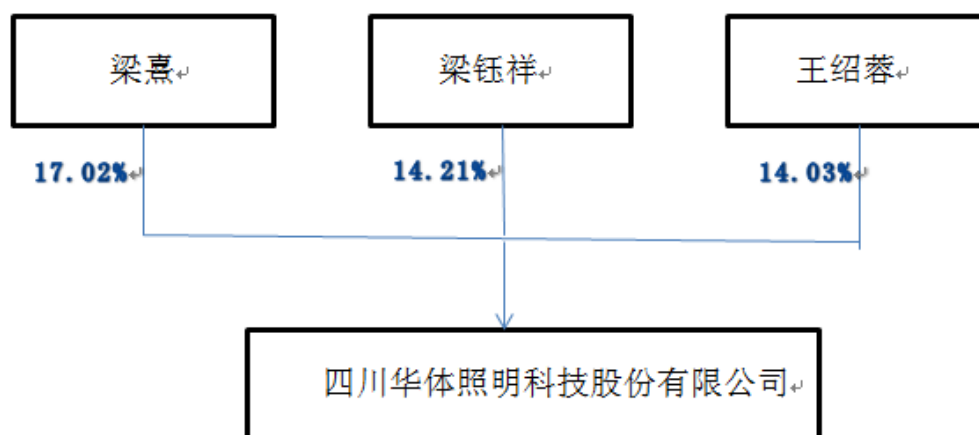 梁熹
梁钰祥
王绍蓉
17.02%
14.21%
14.03%
四川华体照明科技股份有限公司